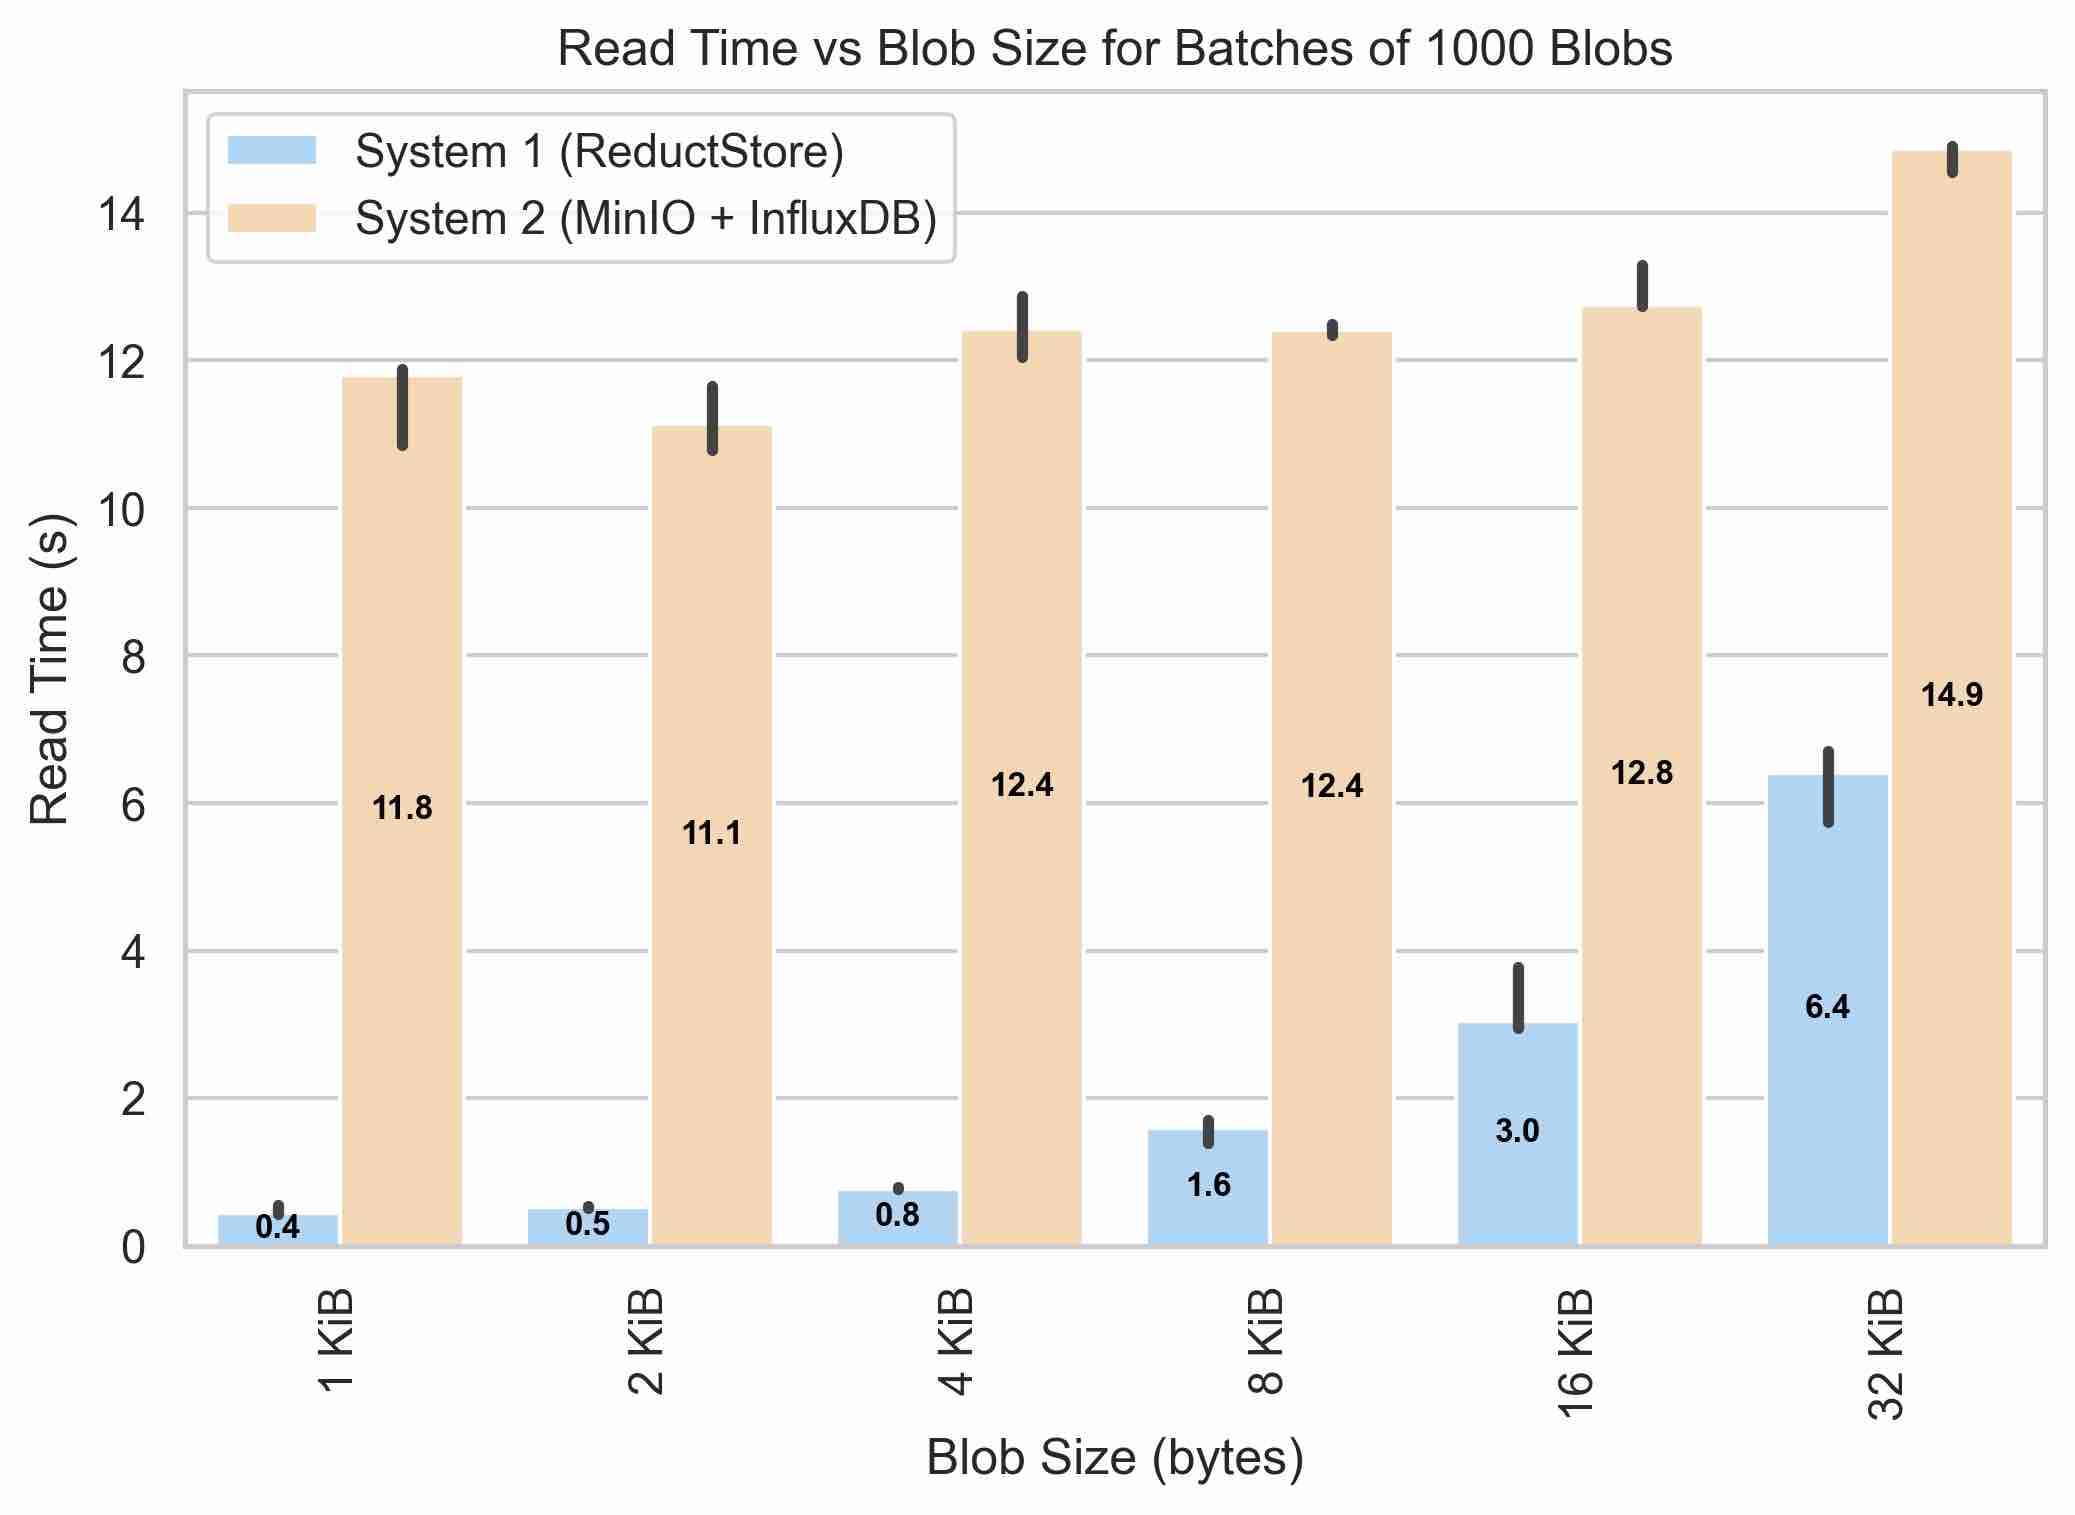 Read Time vs Blob Size for Batches of 1000 Blobs
System 1 (ReductStore)
System 2 (MinIO + InfluxDB)
Read Time (s)
14
12
10
8
6
4
2
0
0.4
11.8
0.5
11.1
0.8
12.4
1.6
12.4
3.0
12.8
6.4
14.9
1 KiB
2 KiB
4 KiB
8 KiB
16 KiB
32 KiB
Blob Size (bytes)